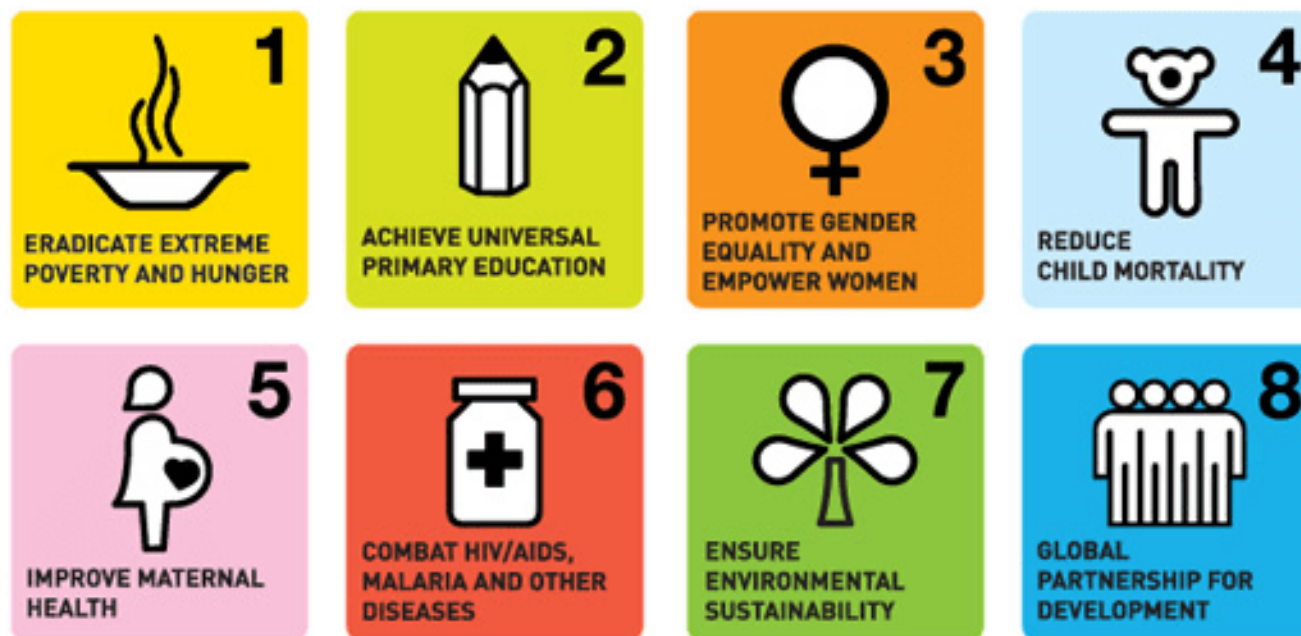 1
ERADICATE EXTREME
POVERTY AND HUNGER
2
ACHIEVE UNIVERSAL
PRIMARY EDUCATION
3
PROMOTE GENDER
EQUALITY AND
EMPOWER WOMEN
4
REDUCE
CHILD MORTALITY
5
IMPROVE MATERNAL
HEALTH
6
COMBAT HIV/AIDS,
MALARIA AND OTHER
DISEASES
7
ENSURE
ENVIRONMENTAL
SUSTAINABILITY
8
GLOBAL
PARTNERSHIP FOR
DEVELOPMENT